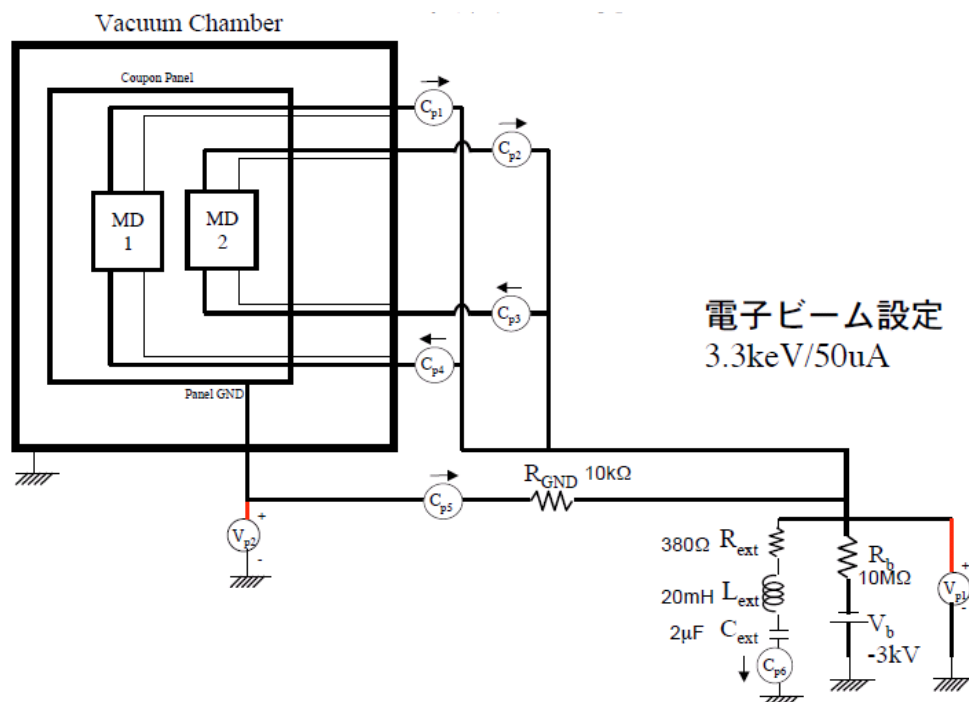 Vacuum Chamber
Coupon Panel
Cp1
Cp2
MD
1
MD
2
Cp3
Cp4
電子ビーム設定
3.3keV/50uA
Panel GND
RGND 10kΩ
Cp5
Vp2
+
-
380Ω Rext
20mH Lext
2μF Cext
Cp6
Rb
10MΩ
Vb
-3kV
Vp1
+
-